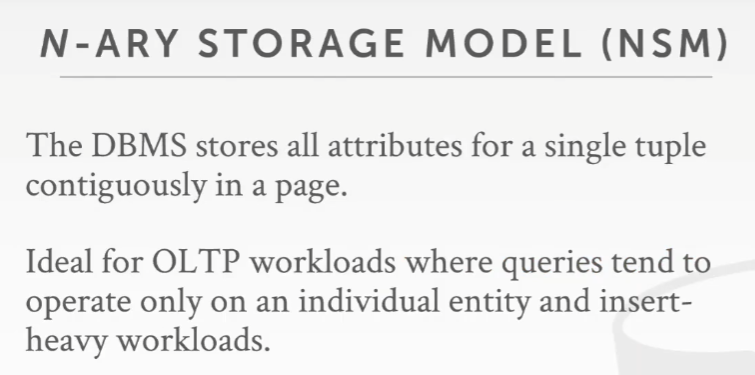 N-ARY STORAGE MODEL (NSM)
The DBMS stores all attributes for a single tuple
contiguously in a page.
Ideal for OLTP workloads where queries tend to
operate only on an individual entity and insert-
heavy workloads.